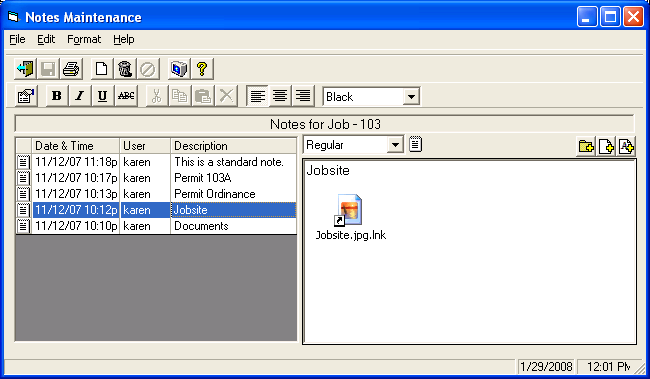 Notes Maintenance
File Edit Format Help
B I U ABC Black
Notes for Job - 103
Date & Time User Description Regular
11/12/07 11:18p karen This is a standard note.
11/12/07 10:17p karen Permit 103A
11/12/07 10:13p karen Permit Ordinance
11/12/07 10:12p karen Jobsite
11/12/07 10:10p karen Documents
Jobsite
Jobsite.jpg.lnk
1/29/2008 12:01 PM